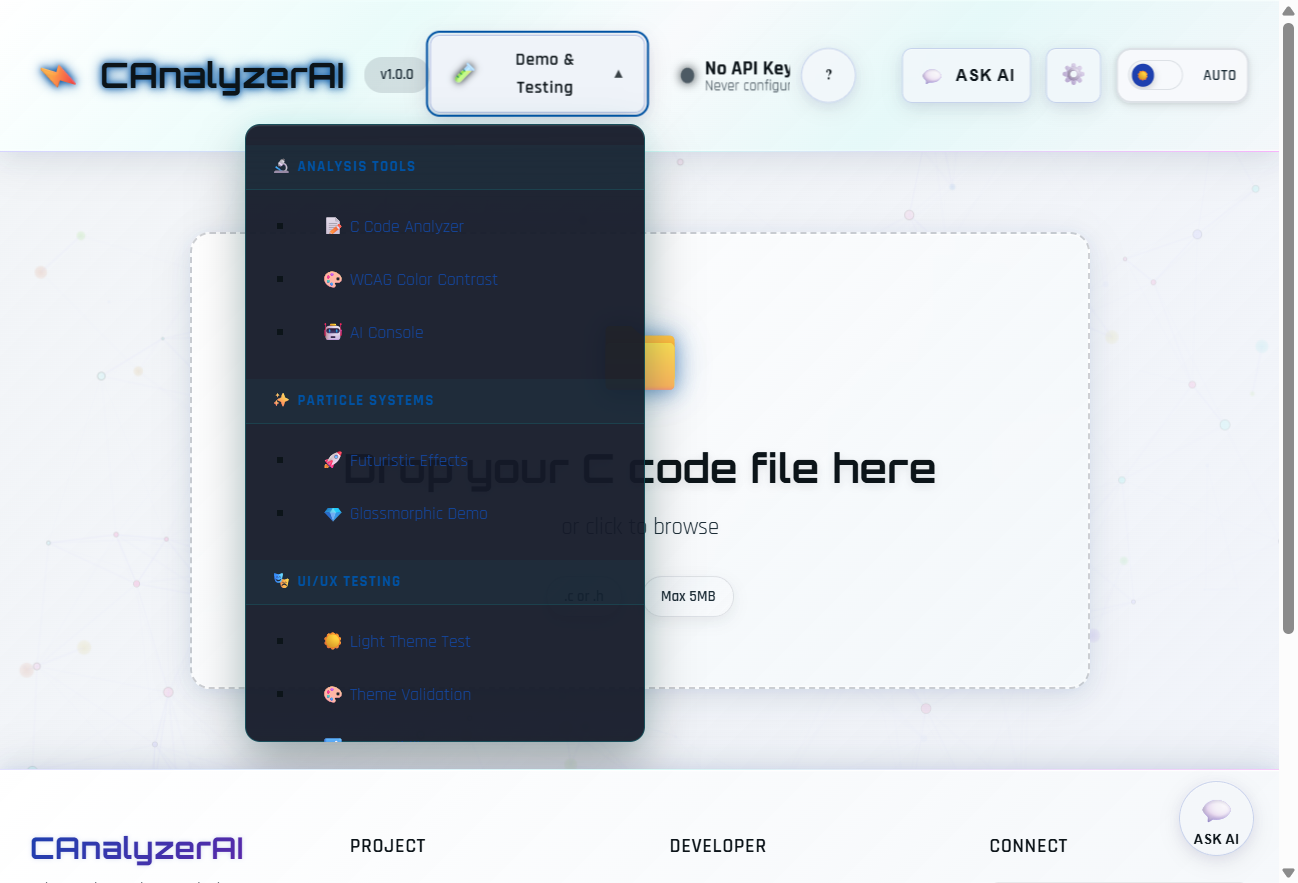 CAnalyzerAI
v1.0.0
Demo &
Testing
▲
No API Key
Never configur
?
ASK AI
AUTO
ANALYSIS TOOLS
C Code Analyzer
WCAG Color Contrast
AI Console
PARTICLE SYSTEMS
Futuristic Effects
Glassmorphic Demo
UI/UX TESTING
Light Theme Test
Theme Validation
Drop your C code file here
or click to browse
.c or .h
Max 5MB
CAnalyzerAI
PROJECT
DEVELOPER
CONNECT
ASK AI